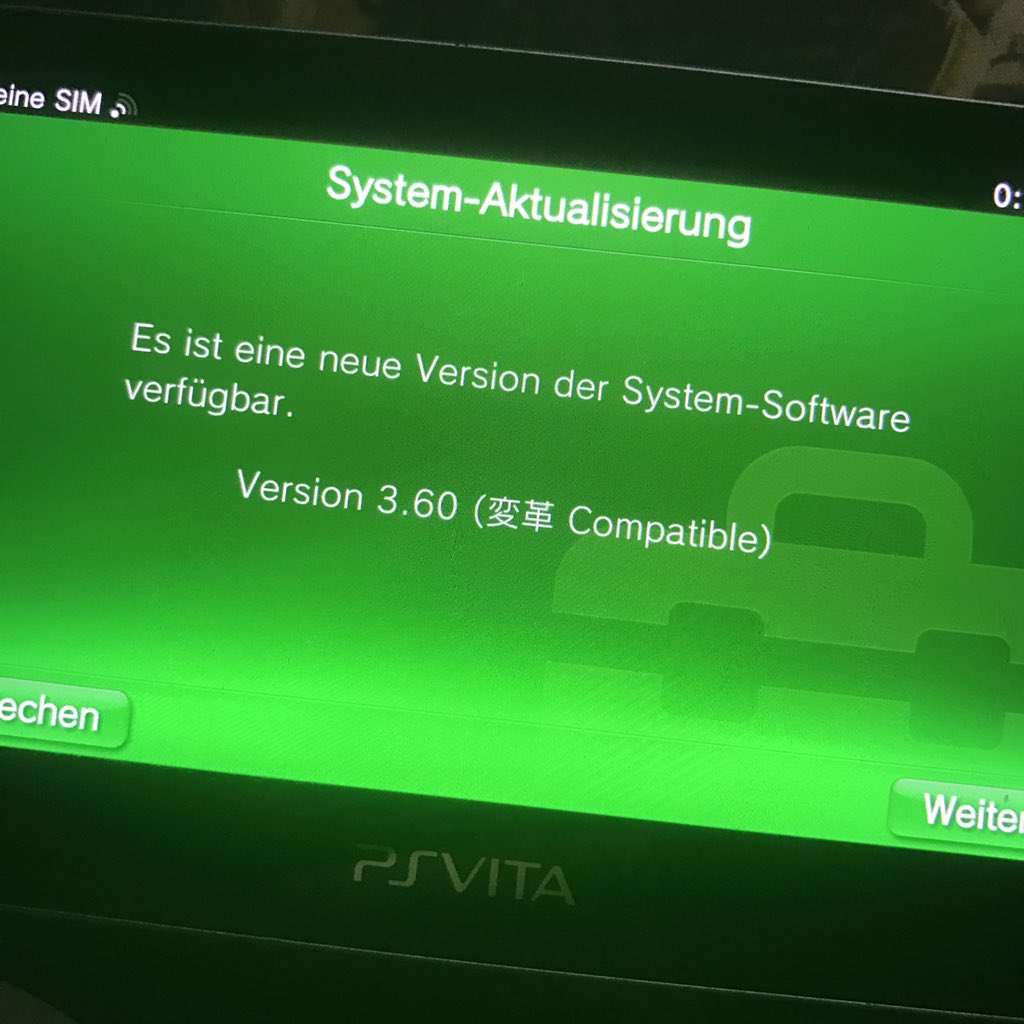 eine SIM
0:
System-Aktualisierung
Es ist eine neue Version der System-Software
verfügbar.
Version 3.60 (変革 Compatible)
echen
Weiter
PSVITA